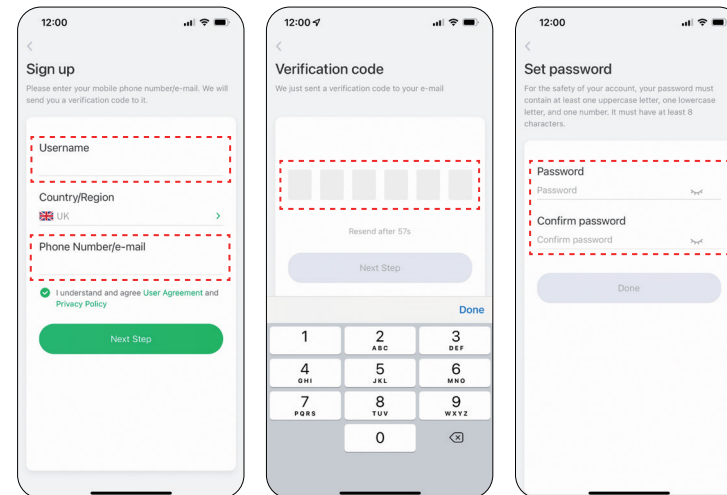 12:00
Sign up
Please enter your mobile phone number/e-mail. We will
send you a verification code to it.
Username
Country/Region
UK
Phone Number/e-mail
I understand and agree User Agreement and
Privacy Policy
Next Step
12:00
Verification code
We just sent a verification code to your e-mail
Resend after 57s
Next Step
Done
1
2
ABC
3
DEF
4
GHI
5
JKL
6
MNO
7
PQRS
8
TUV
9
WXYZ
0
12:00
Set password
For the safety of your account, your password must
contain at least one uppercase letter, one lowercase
letter, and one number. It must have at least 8
characters.
Password
Password
Confirm password
Confirm password
Done